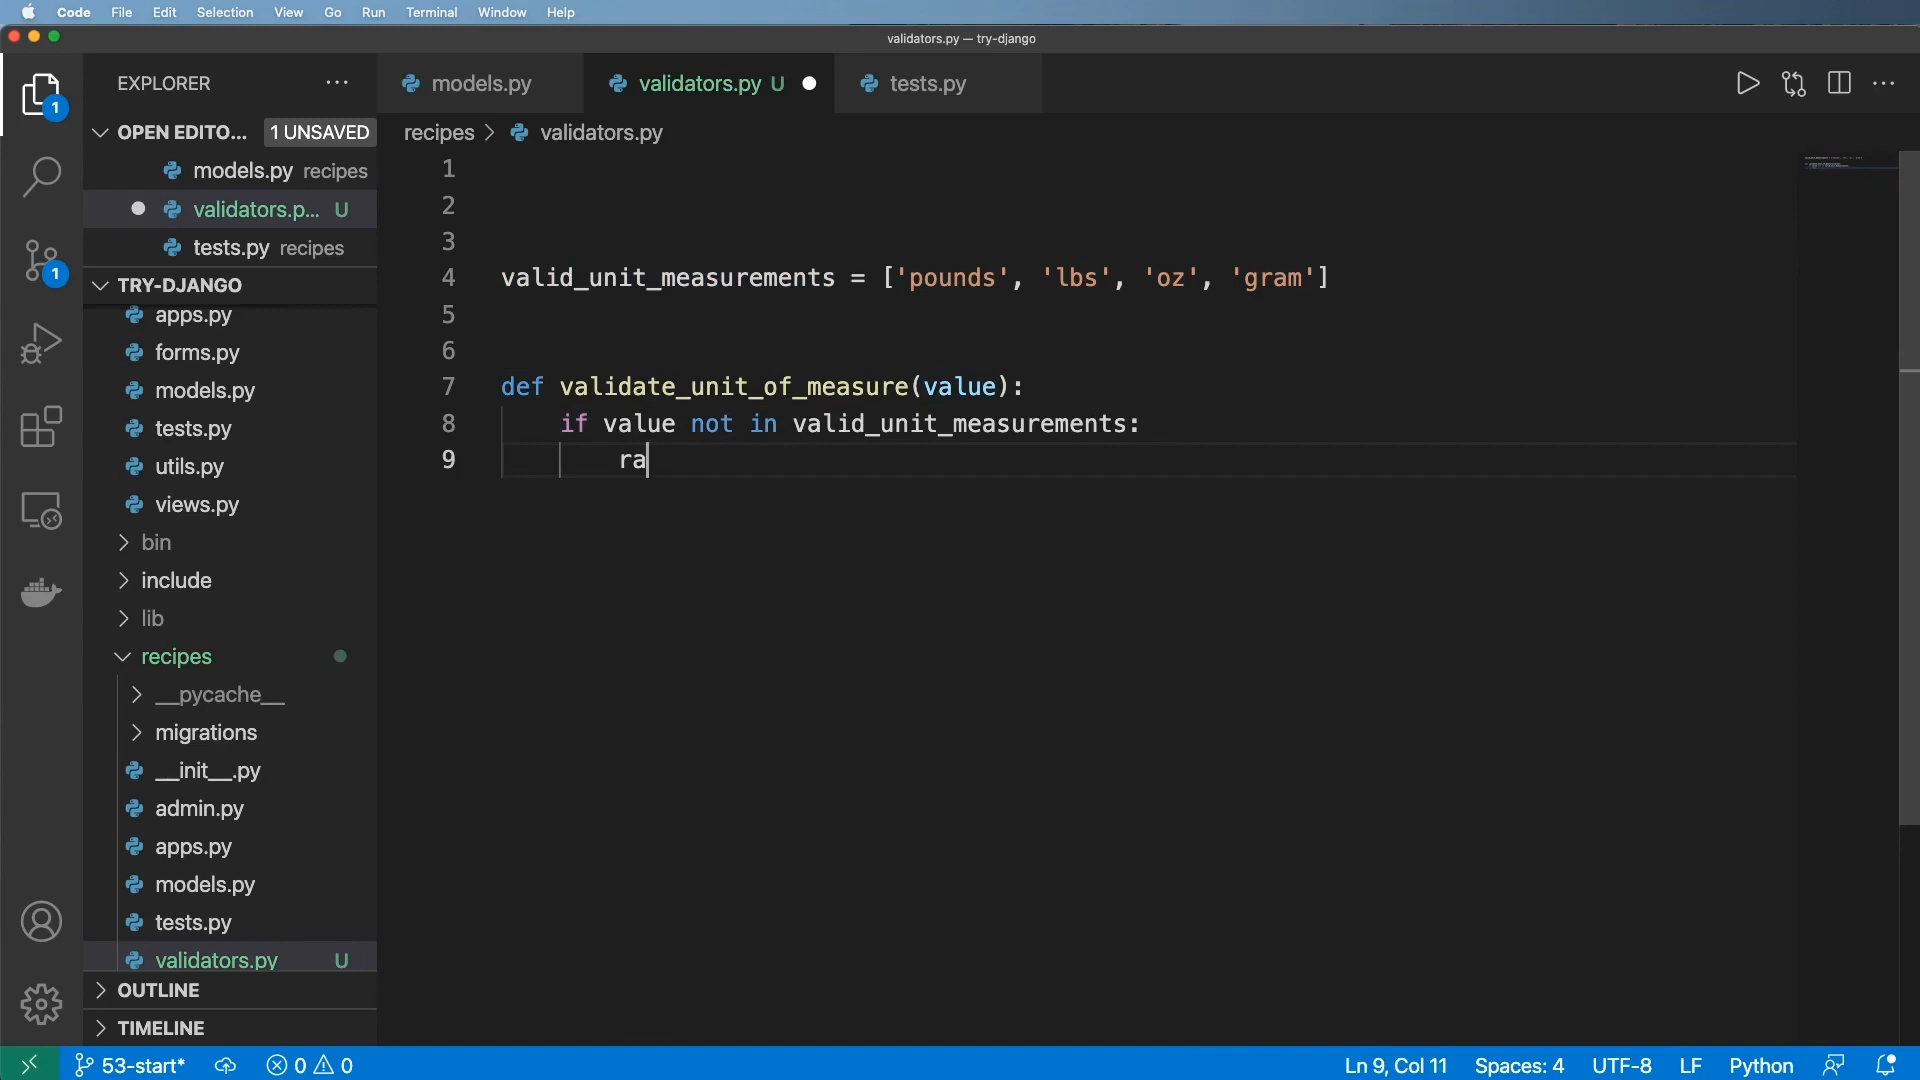 Code File Edit Selection View Go Run Terminal Window Help
validators.py — try-django
EXPLORER
models.py
validators.py U
tests.py
OPEN EDITO... 1 UNSAVED
recipes > validators.py
models.py recipes
validators.p... U
tests.py recipes
TRY-DJANGO
apps.py
forms.py
models.py
tests.py
utils.py
views.py
bin
include
lib
recipes
__pycache__
migrations
__init__.py
admin.py
apps.py
models.py
tests.py
validators.py U
OUTLINE
TIMELINE
1
1
1
2
3
4 valid_unit_measurements = ['pounds', 'lbs', 'oz', 'gram']
5
6
7 def validate_unit_of_measure(value):
8 if value not in valid_unit_measurements:
9 ra
53-start* 0 0 Ln 9, Col 11 Spaces: 4 UTF-8 LF Python